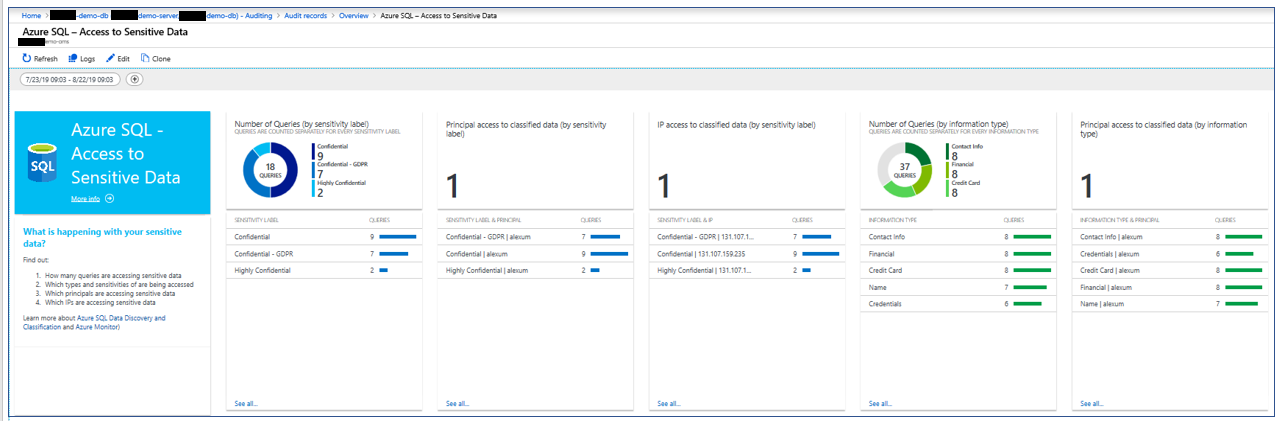 Home > -demo-db demo-server, demo-db) - Auditing > Audit records > Overview > Azure SQL – Access to Sensitive Data
Azure SQL – Access to Sensitive Data
demo-oms
Refresh Logs Edit Clone
7/23/19 09:03 - 8/22/19 09:03
Azure SQL -
Access to
Sensitive Data
SQL
More info
What is happening with your sensitive
data?
Find out:
1. How many queries are accessing sensitive data
2. Which types and sensitivities of are being accessed
3. Which principals are accessing sensitive data
4. Which IPs are accessing sensitive data
Learn more about Azure SQL Data Discovery and
Classification and Azure Monitor)
Number of Queries (by sensitivity label)
QUERIES ARE COUNTED SEPARATELY FOR EVERY SENSITIVITY LABEL
18
QUERIES
Confidential
9
Confidential - GDPR
7
Highly Confidential
2
SENSITIVITY LABEL QUERIES
Confidential 9
Confidential - GDPR 7
Highly Confidential 2
See all...
Principal access to classified data (by sensitivity
label)
1
SENSITIVITY LABEL & PRINCIPAL QUERIES
Confidential - GDPR | alexum 7
Confidential | alexum 9
Highly Confidential | alexum 2
See all...
IP access to classified data (by sensitivity label)
1
SENSITIVITY LABEL & IP QUERIES
Confidential - GDPR | 131.107.1... 7
Confidential | 131.107.159.235 9
Highly Confidential | 131.107.1... 2
See all...
Number of Queries (by information type)
QUERIES ARE COUNTED SEPARATELY FOR EVERY INFORMATION TYPE
37
QUERIES
Contact Info
8
Financial
8
Credit Card
8
INFORMATION TYPE QUERIES
Contact Info 8
Financial 8
Credit Card 8
Name 7
Credentials 6
See all...
Principal access to classified data (by information
type)
1
INFORMATION TYPE & PRINCIPAL QUERIES
Contact Info | alexum 8
Credentials | alexum 6
Credit Card | alexum 8
Financial | alexum 8
Name | alexum 7
See all...